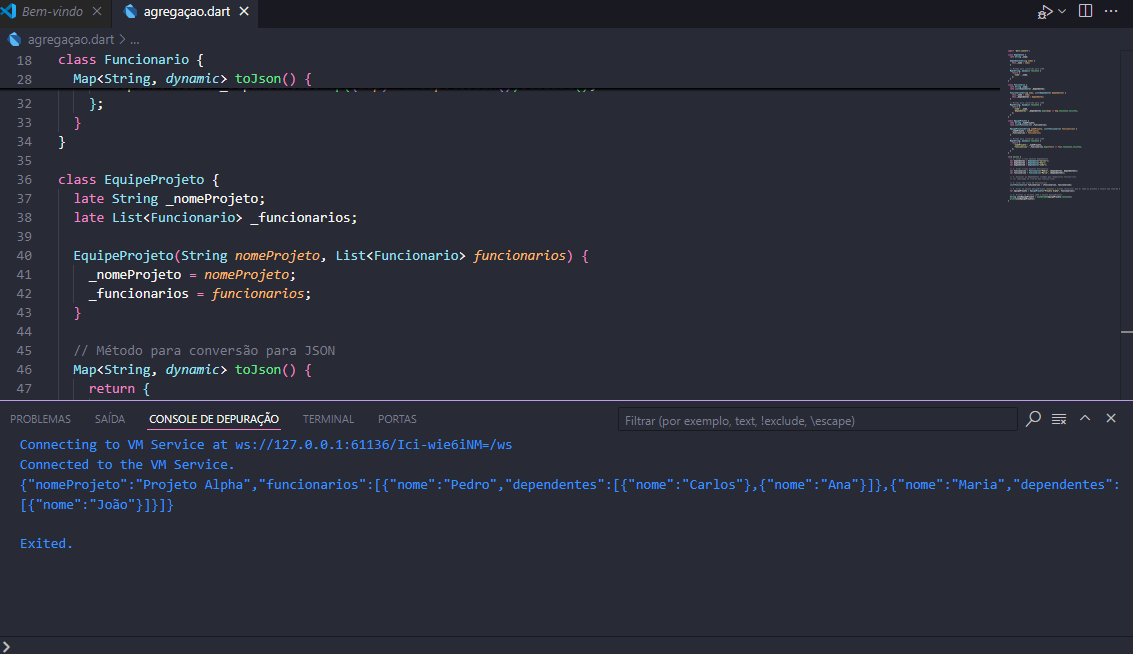 Bem-vindo
agregaçao.dart
agregaçao.dart > ...
18 class Funcionario {
28 Map<String, dynamic> toJson() {
32 };
33 }
34 }
35
36 class EquipeProjeto {
37 late String _nomeProjeto;
38 late List<Funcionario> _funcionarios;
39
40 EquipeProjeto(String nomeProjeto, List<Funcionario> funcionarios) {
41 _nomeProjeto = nomeProjeto;
42 _funcionarios = funcionarios;
43 }
44
45 // Método para conversão para JSON
46 Map<String, dynamic> toJson() {
47 return {
PROBLEMAS SAÍDA CONSOLE DE DEPURAÇÃO TERMINAL PORTAS Filtrar (por exemplo, text, !exclude, \escape)
Connecting to VM Service at ws://127.0.0.1:61136/Ici-wie6iNM=/ws
Connected to the VM Service.
{"nomeProjeto":"Projeto Alpha","funcionarios":[{"nome":"Pedro","dependentes":[{"nome":"Carlos"},{"nome":"Ana"}]},{"nome":"Maria","dependentes":
[{"nome":"João"}]}]}
Exited.